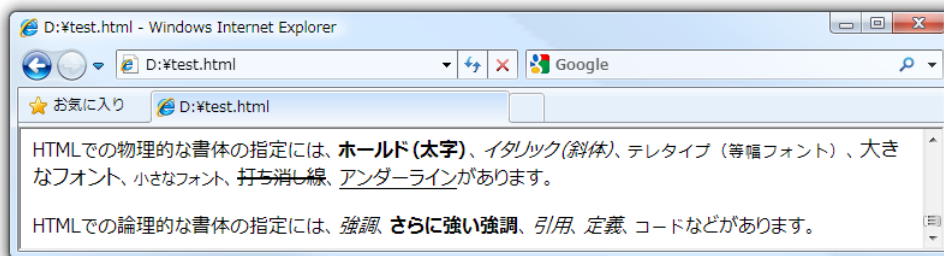 D:¥test.html - Windows Internet Explorer
D:¥test.html
Google
お気に入り
D:¥test.html
HTMLでの物理的な書体の指定には、ホールド(太字)、イタリック(斜体)、テレタイプ（等幅フォント）、大き
なフォント、小さなフォント、打ち消し線、アンダーラインがあります。
HTMLでの論理的な書体の指定には、強調、さらに強い強調、引用、定義、コードなどがあります。